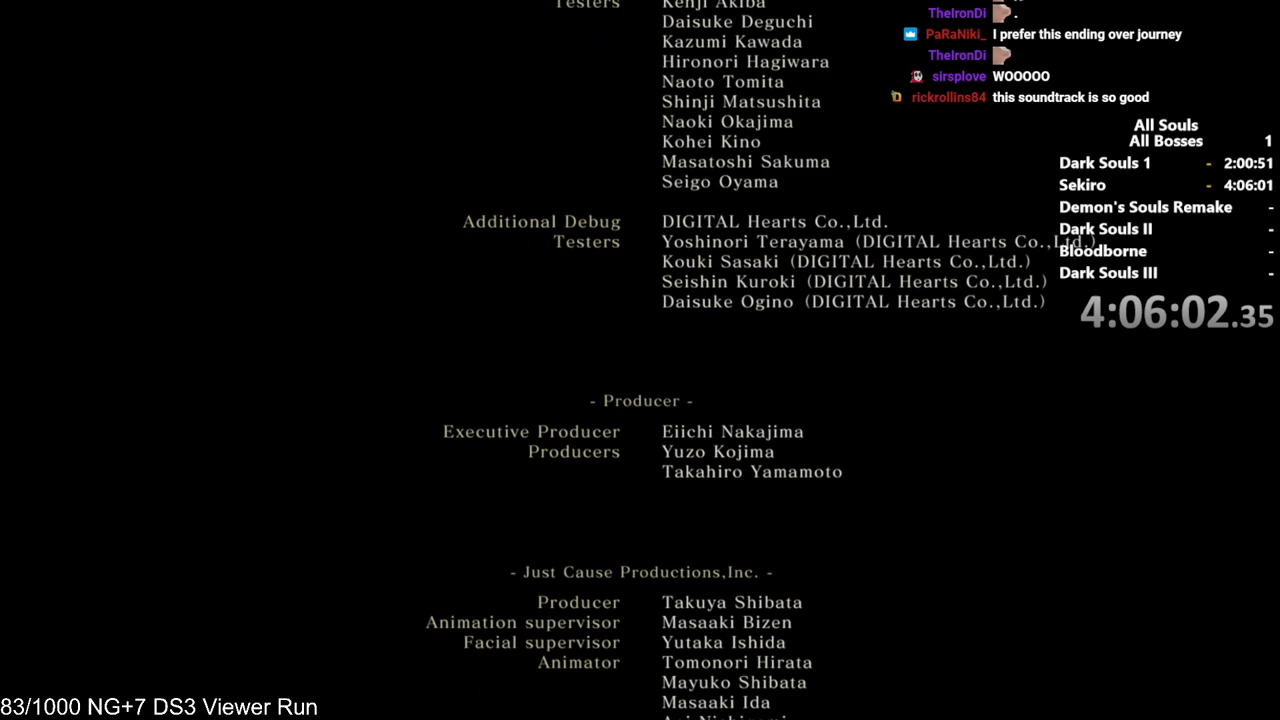 Testers Kenji Akiba
Daisuke Deguchi
Kazumi Kawada
Hironori Hagiwara
Naoto Tomita
Shinji Matsushita
Naoki Okajima
Kohei Kino
Masatoshi Sakuma
Seigo Oyama
Additional Debug DIGITAL Hearts Co.,Ltd.
Testers Yoshinori Terayama (DIGITAL Hearts Co.,Ltd.)
Kouki Sasaki (DIGITAL Hearts Co.,Ltd.)
Seishin Kuroki (DIGITAL Hearts Co.,Ltd.)
Daisuke Ogino (DIGITAL Hearts Co.,Ltd.)
- Producer -
Executive Producer Eiichi Nakajima
Producers Yuzo Kojima
Takahiro Yamamoto
- Just Cause Productions,Inc. -
Producer Takuya Shibata
Animation supervisor Masaaki Bizen
Facial supervisor Yutaka Ishida
Animator Tomonori Hirata
Mayuko Shibata
Masaaki Ida
TheIronDi .
PaRaNiki_ I prefer this ending over journey
TheIronDi
sirsplove WOOOOO
rickrollins84 this soundtrack is so good
All Souls
All Bosses 1
Dark Souls 1 - 2:00:51
Sekiro - 4:06:01
Demon's Souls Remake -
Dark Souls II -
Bloodborne -
Dark Souls III -
4:06:02.35
83/1000 NG+7 DS3 Viewer Run